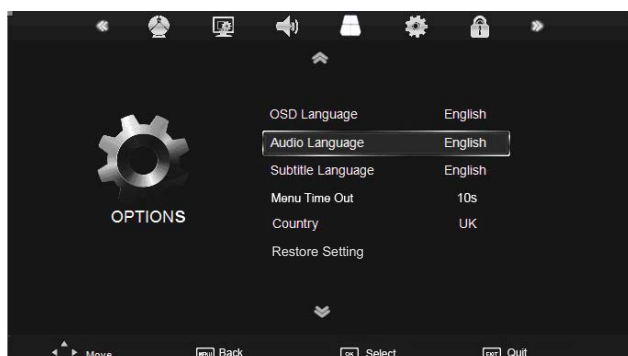 OSD Language English
Audio Language English
Subtitle Language English
Menu Time Out 10s
Country UK
Restore Setting
OPTIONS
Move MENU Back OK Select EXIT Quit